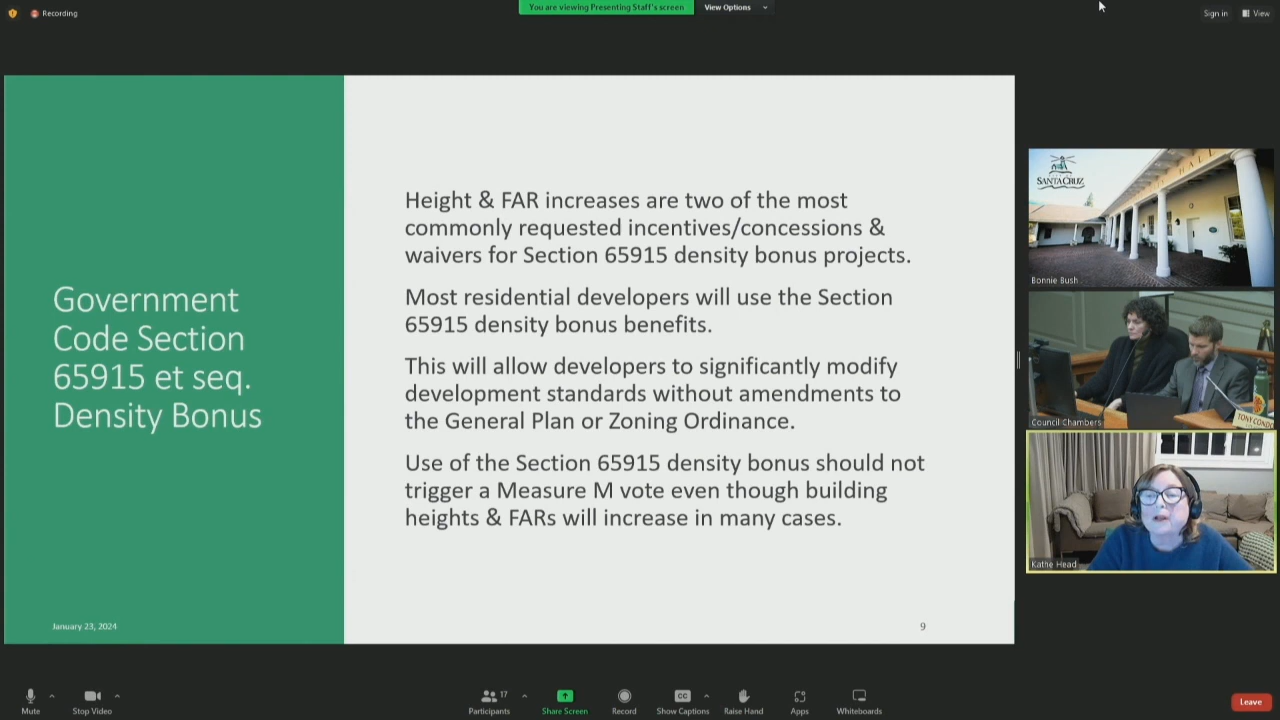 Recording
You are viewing Presenting Staff's screen
View Options
Sign in
View
Government
Code Section
65915 et seq.
Density Bonus
Height & FAR increases are two of the most
commonly requested incentives/concessions &
waivers for Section 65915 density bonus projects.
Most residential developers will use the Section
65915 density bonus benefits.
This will allow developers to significantly modify
development standards without amendments to
the General Plan or Zoning Ordinance.
Use of the Section 65915 density bonus should not
trigger a Measure M vote even though building
heights & FARs will increase in many cases.
January 23, 2024
9
SANTA CRUZ
HALL
Bonnie Bush
Council Chambers
TONY CONDO
Kathe Head
Mute
Stop Video
Participants
17
Share Screen
Record
CC
Show Captions
Raise Hand
Apps
Whiteboards
Leave